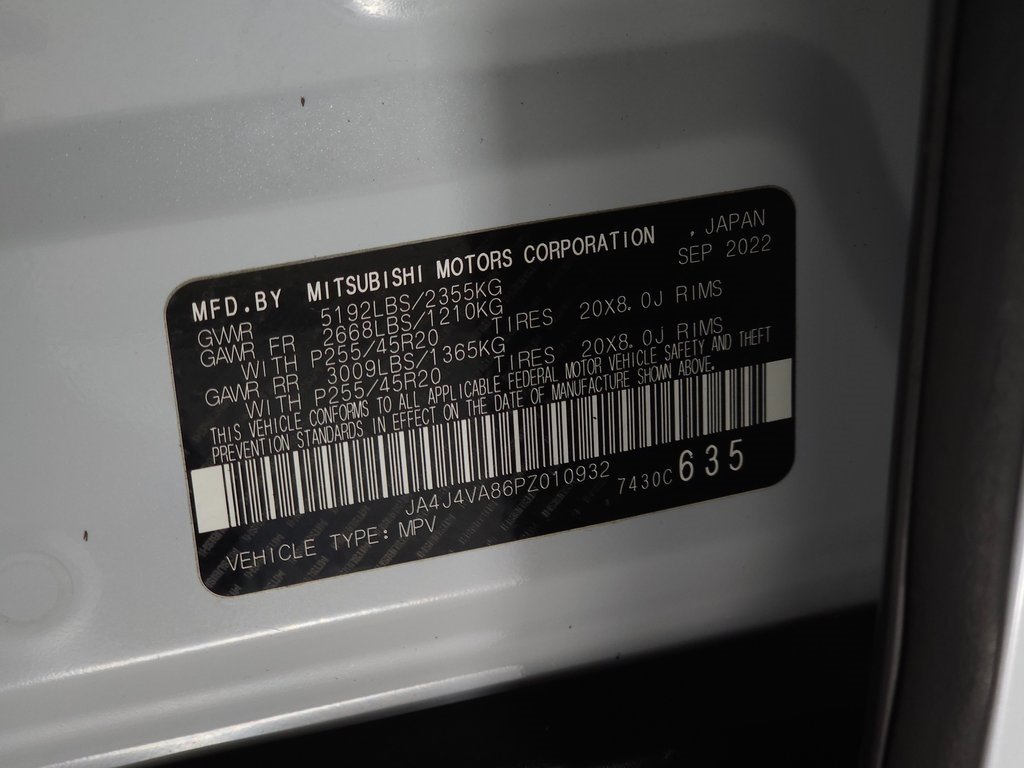 MFD.BY MITSUBISHI MOTORS CORPORATION , JAPAN
SEP 2022
GVWR 5192LBS/2355KG
GAWR FR 2668LBS/1210KG
WITH P255/45R20 TIRES 20X8.0J RIMS
GAWR RR 3009LBS/1365KG
WITH P255/45R20 TIRES 20X8.0J RIMS
THIS VEHICLE CONFORMS TO ALL APPLICABLE FEDERAL MOTOR VEHICLE SAFETY AND THEFT
PREVENTION STANDARDS IN EFFECT ON THE DATE OF MANUFACTURE SHOWN ABOVE.
JA4J4VA86PZ010932 7430C 635
VEHICLE TYPE: MPV